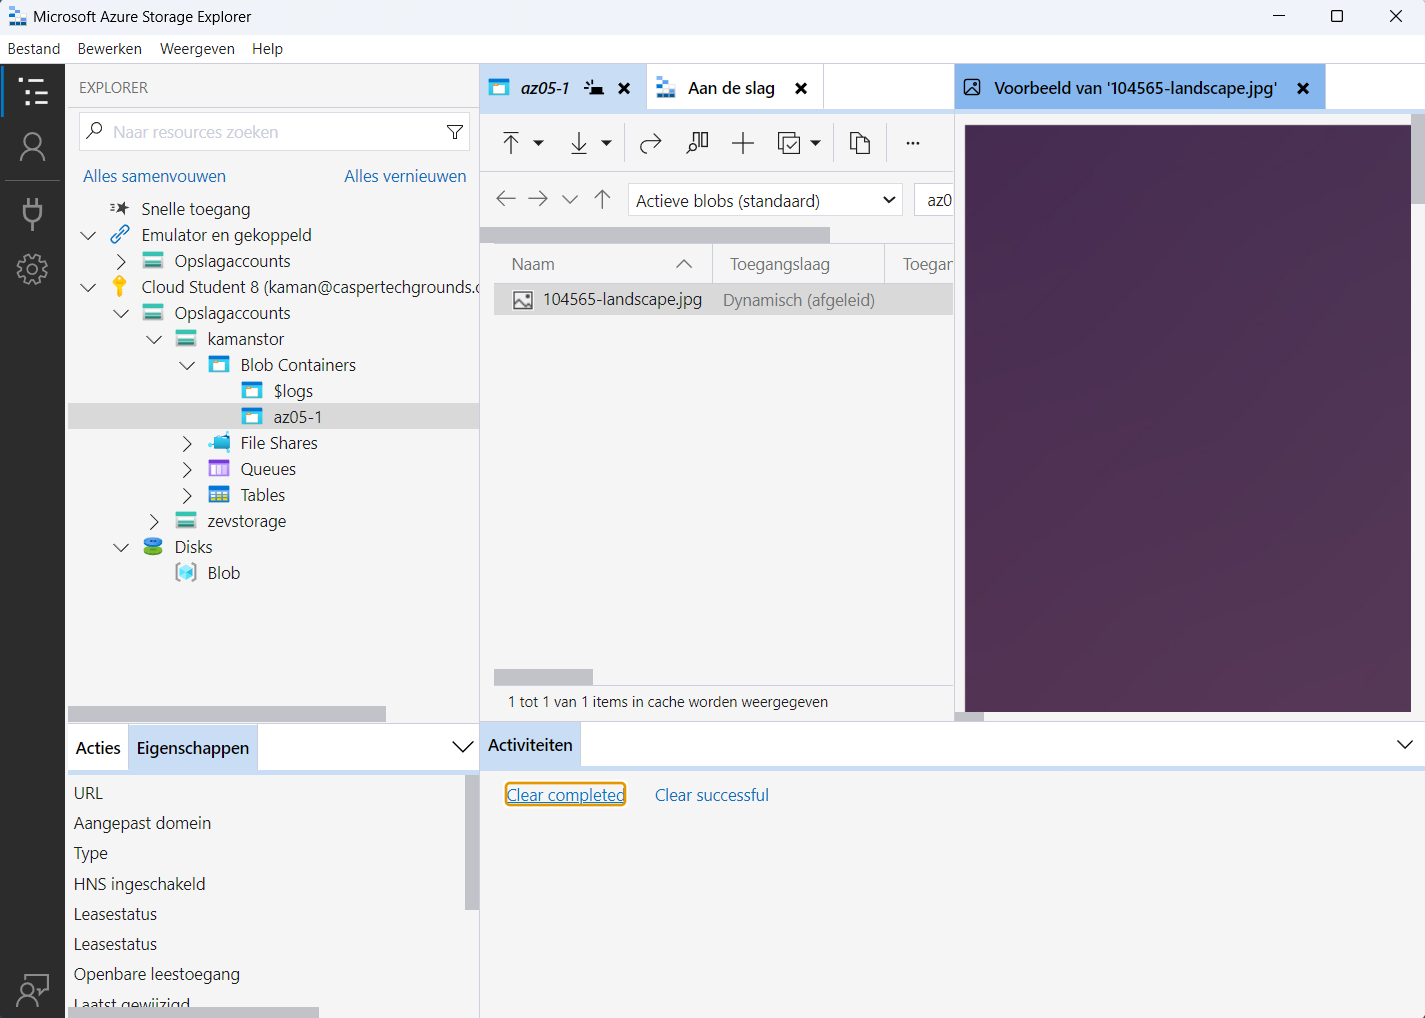 Microsoft Azure Storage Explorer
Bestand Bewerken Weergeven Help
EXPLORER
Naar resources zoeken
Alles samenvouwen Alles vernieuwen
Snelle toegang
Emulator en gekoppeld
Opslagaccounts
Cloud Student 8 (kaman@caspertechgrounds.c
Opslagaccounts
kamanstor
Blob Containers
$logs
az05-1
File Shares
Queues
Tables
zevstorage
Disks
Blob
az05-1 Aan de slag
Actieve blobs (standaard) az0
Naam Toegangslaag Toegan
104565-landscape.jpg Dynamisch (afgeleid)
1 tot 1 van 1 items in cache worden weergegeven
Voorbeeld van '104565-landscape.jpg'
Acties Eigenschappen
URL
Aangepast domein
Type
HNS ingeschakeld
Leasestatus
Leasestatus
Openbare leestoegang
Laatst gewijzigd
Activiteiten
Clear completed Clear successful